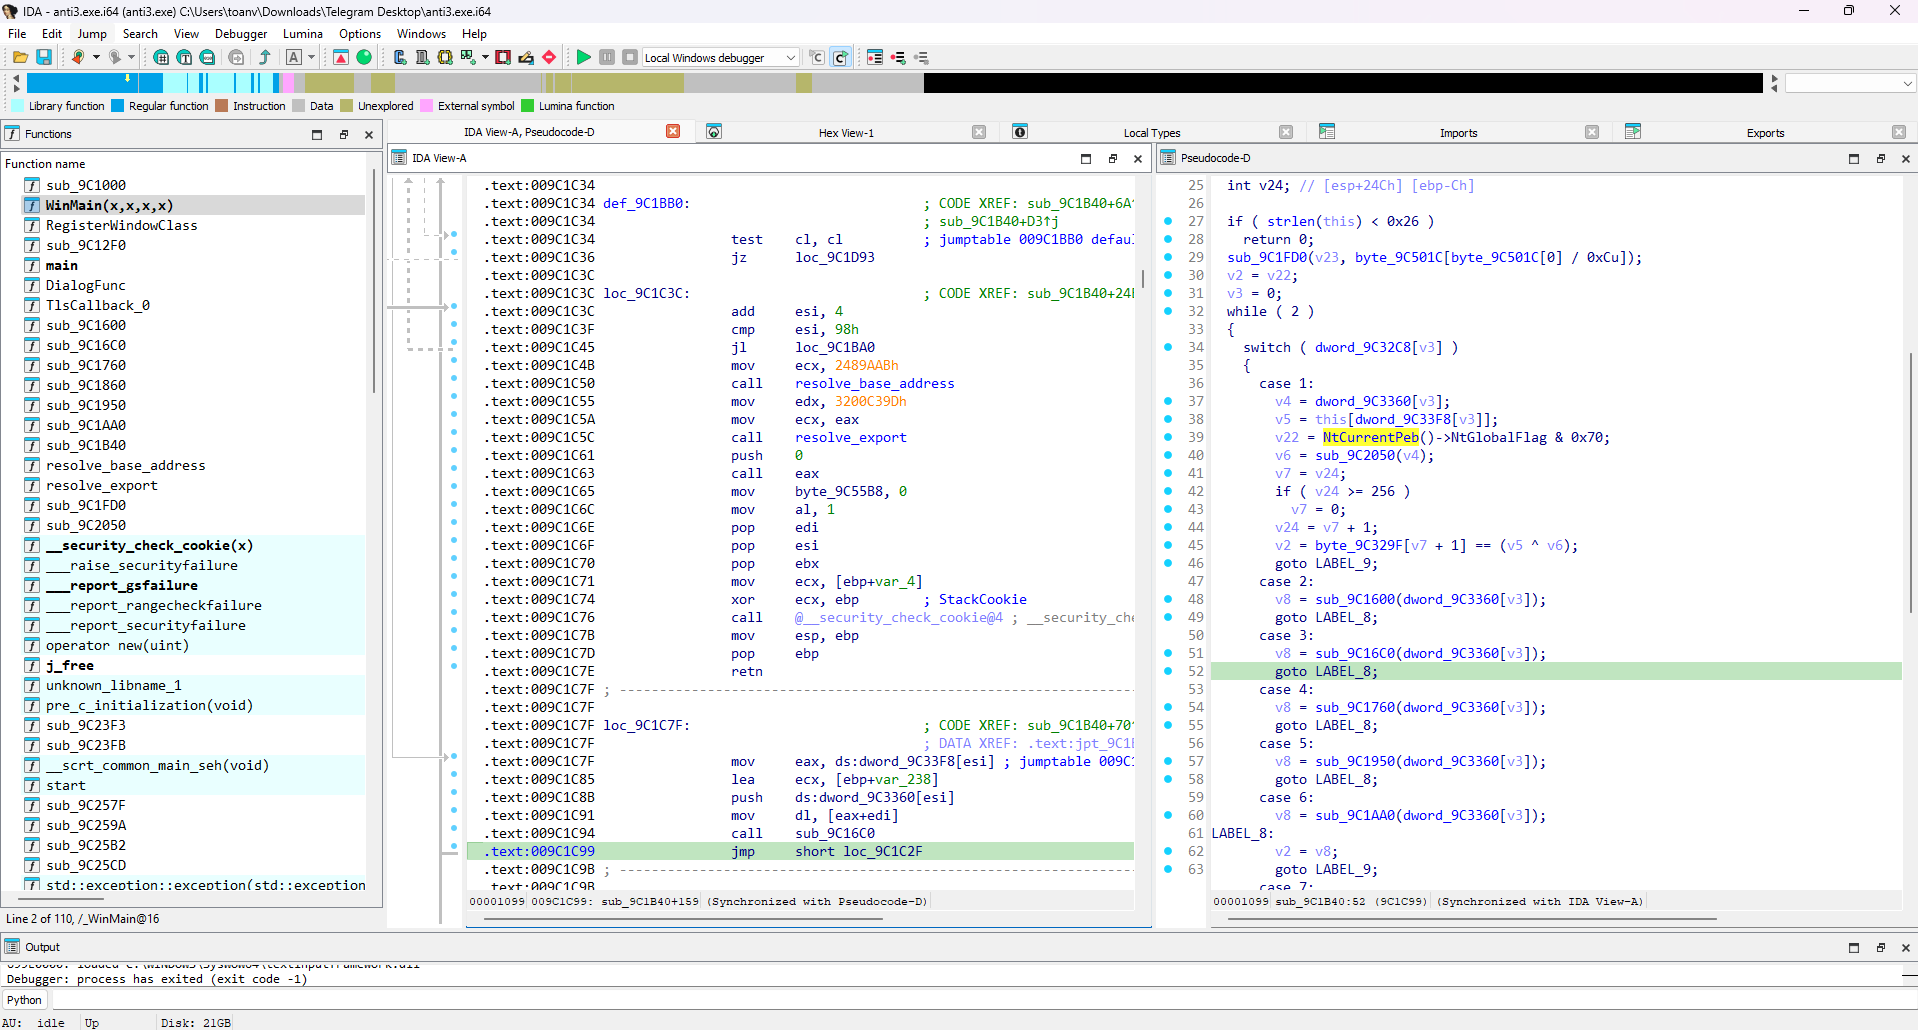 IDA - anti3.exe.i64 (anti3.exe) C:\Users\toanv\Downloads\Telegram Desktop\anti3.exe.i64
File Edit Jump Search View Debugger Lumina Options Windows Help
Local Windows debugger
Library function Regular function Instruction Data Unexplored External symbol Lumina function
Functions
Function name
sub_9C1000
WinMain(x,x,x,x)
RegisterWindowClass
sub_9C12F0
main
DialogFunc
TlsCallback_0
sub_9C1600
sub_9C16C0
sub_9C1760
sub_9C1860
sub_9C1950
sub_9C1AA0
sub_9C1B40
resolve_base_address
resolve_export
sub_9C1FD0
sub_9C2050
__security_check_cookie(x)
___raise_securityfailure
___report_gsfailure
___report_rangecheckfailure
___report_securityfailure
operator new(uint)
j_free
unknown_libname_1
pre_c_initialization(void)
sub_9C23F3
sub_9C23FB
__scrt_common_main_seh(void)
start
sub_9C257F
sub_9C259A
sub_9C25B2
sub_9C25CD
std::exception::exception(std::exception
Line 2 of 110, /_WinMain@16
IDA View-A, Pseudocode-D
Hex View-1
Local Types
Imports
Exports
IDA View-A
.text:009C1C34
.text:009C1C34 def_9C1BB0: ; CODE XREF: sub_9C1B40+6A↑
.text:009C1C34 ; sub_9C1B40+D3↑j
.text:009C1C34 test cl, cl ; jumptable 009C1BB0 defau
.text:009C1C36 jz loc_9C1D93
.text:009C1C3C
.text:009C1C3C loc_9C1C3C: ; CODE XREF: sub_9C1B40+24
.text:009C1C3C add esi, 4
.text:009C1C3F cmp esi, 98h
.text:009C1C45 jl loc_9C1BA0
.text:009C1C4B mov ecx, 2489AABh
.text:009C1C50 call resolve_base_address
.text:009C1C55 mov edx, 3200C39Dh
.text:009C1C5A mov ecx, eax
.text:009C1C5C call resolve_export
.text:009C1C61 push 0
.text:009C1C63 call eax
.text:009C1C65 mov byte_9C55B8, 0
.text:009C1C6C mov al, 1
.text:009C1C6E pop edi
.text:009C1C6F pop esi
.text:009C1C70 pop ebx
.text:009C1C71 mov ecx, [ebp+var_4]
.text:009C1C74 xor ecx, ebp ; StackCookie
.text:009C1C76 call @__security_check_cookie@4 ; __security_che
.text:009C1C7B mov esp, ebp
.text:009C1C7D pop ebp
.text:009C1C7E retn
.text:009C1C7F ; ----------------------------------------------------------------
.text:009C1C7F
.text:009C1C7F loc_9C1C7F: ; CODE XREF: sub_9C1B40+70↑
.text:009C1C7F ; DATA XREF: .text:jpt_9C1
.text:009C1C7F mov eax, ds:dword_9C33F8[esi] ; jumptable 009C
.text:009C1C85 lea ecx, [ebp+var_238]
.text:009C1C8B push ds:dword_9C3360[esi]
.text:009C1C91 mov dl, [eax+edi]
.text:009C1C94 call sub_9C16C0
.text:009C1C99 jmp short loc_9C1C2F
.text:009C1C9B ; ----------------------------------------------------------------
.text:009C1C9B
00001099 009C1C99: sub_9C1B40+159 (Synchronized with Pseudocode-D)
Pseudocode-D
25 int v24; // [esp+24Ch] [ebp-Ch]
26
27 if ( strlen(this) < 0x26 )
28 return 0;
29 sub_9C1FD0(v23, byte_9C501C[byte_9C501C[0] / 0xCu]);
30 v2 = v22;
31 v3 = 0;
32 while ( 2 )
33 {
34 switch ( dword_9C32C8[v3] )
35 {
36 case 1:
37 v4 = dword_9C3360[v3];
38 v5 = this[dword_9C33F8[v3]];
39 v22 = NtCurrentPeb()->NtGlobalFlag & 0x70;
40 v6 = sub_9C2050(v4);
41 v7 = v24;
42 if ( v24 >= 256 )
43 v7 = 0;
44 v24 = v7 + 1;
45 v2 = byte_9C329F[v7 + 1] == (v5 ^ v6);
46 goto LABEL_9;
47 case 2:
48 v8 = sub_9C1600(dword_9C3360[v3]);
49 goto LABEL_8;
50 case 3:
51 v8 = sub_9C16C0(dword_9C3360[v3]);
52 goto LABEL_8;
53 case 4:
54 v8 = sub_9C1760(dword_9C3360[v3]);
55 goto LABEL_8;
56 case 5:
57 v8 = sub_9C1950(dword_9C3360[v3]);
58 goto LABEL_8;
59 case 6:
60 v8 = sub_9C1AA0(dword_9C3360[v3]);
61 LABEL_8:
62 v2 = v8;
63 goto LABEL_9;
case 7:
00001099 sub_9C1B40:52 (9C1C99) (Synchronized with IDA View-A)
Output
Debugger: process has exited (exit code -1)
Python
AU: idle Up Disk: 21GB